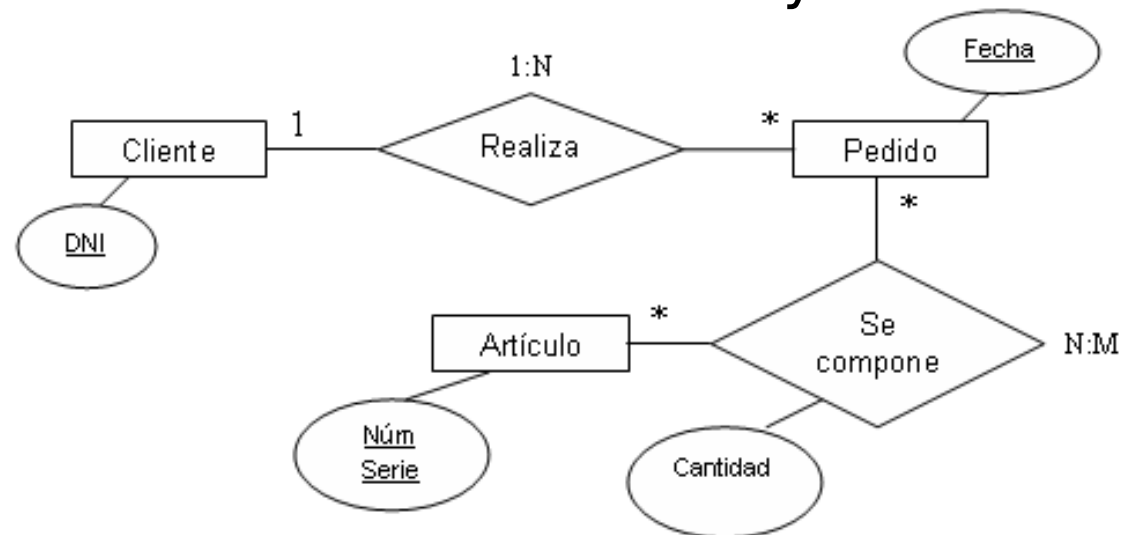 y
Fecha
1:N
Cliente
1
Realiza
*
Pedido
DNI
*
Artículo
*
Se
compone
N:M
Núm
Serie
Cantidad